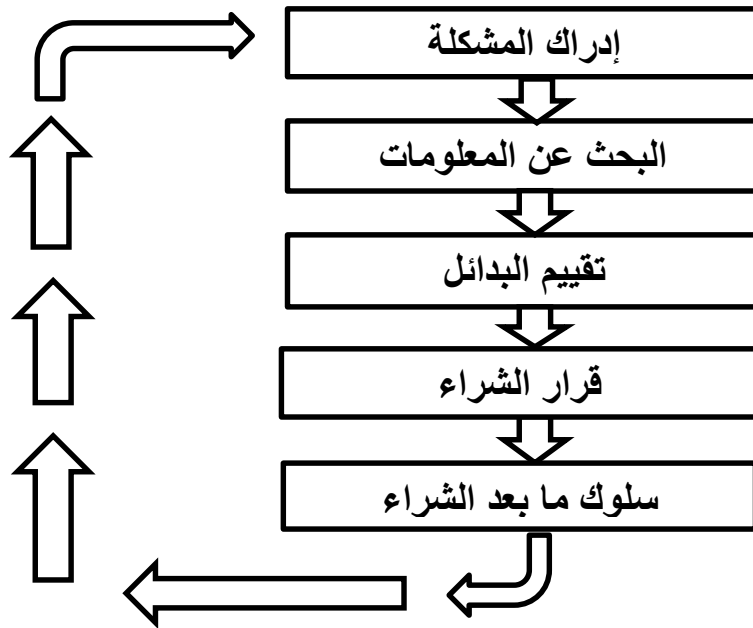 إدراك المشكلة
البحث عن المعلومات
تقييم البدائل
قرار الشراء
سلوك ما بعد الشراء